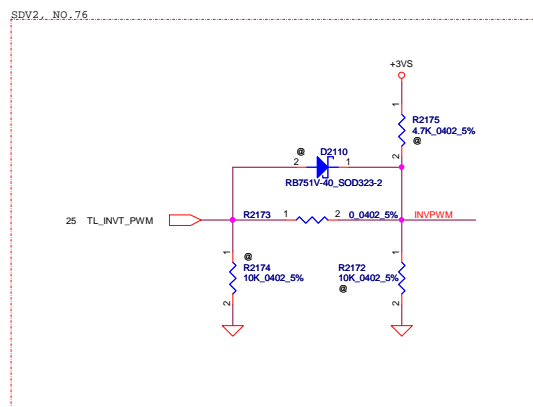 SDV2, NO.76
+3VS
1
R2175
4.7K_0402_5%
@
2
@
D2110
2
1
RB751V-40_SOD323-2
25 TL_INVT_PWM
R2173
1
2
0_0402_5%
INVPWM
@
1
R2174
10K_0402_5%
2
1
R2172
10K_0402_5%
@
2